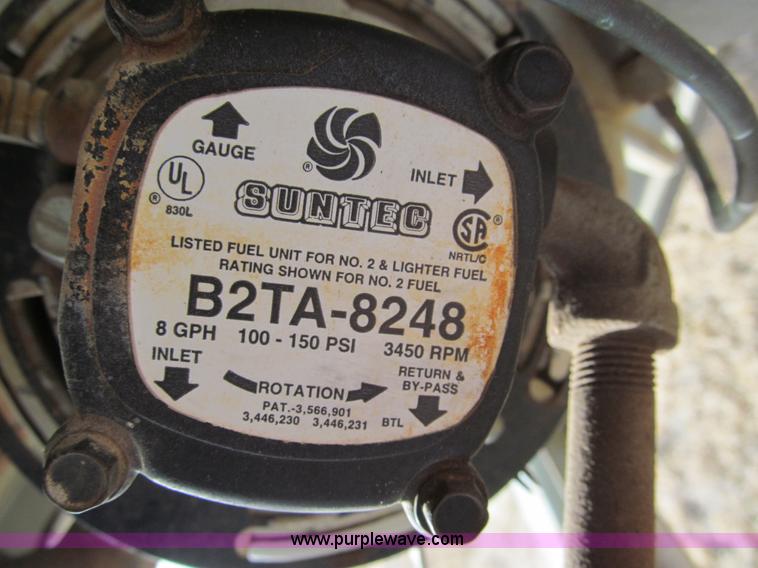 GAUGE
INLET
UL
®
830L
®
SUNTEC
SA
®
NRTL/C
LISTED FUEL UNIT FOR NO. 2 & LIGHTER FUEL
RATING SHOWN FOR NO. 2 FUEL
B2TA-8248
8 GPH 100 - 150 PSI 3450 RPM
INLET
RETURN &
BY-PASS
ROTATION
PAT.-3,566,901
3,446,230 3,446,231
BTL
www.purplewave.com